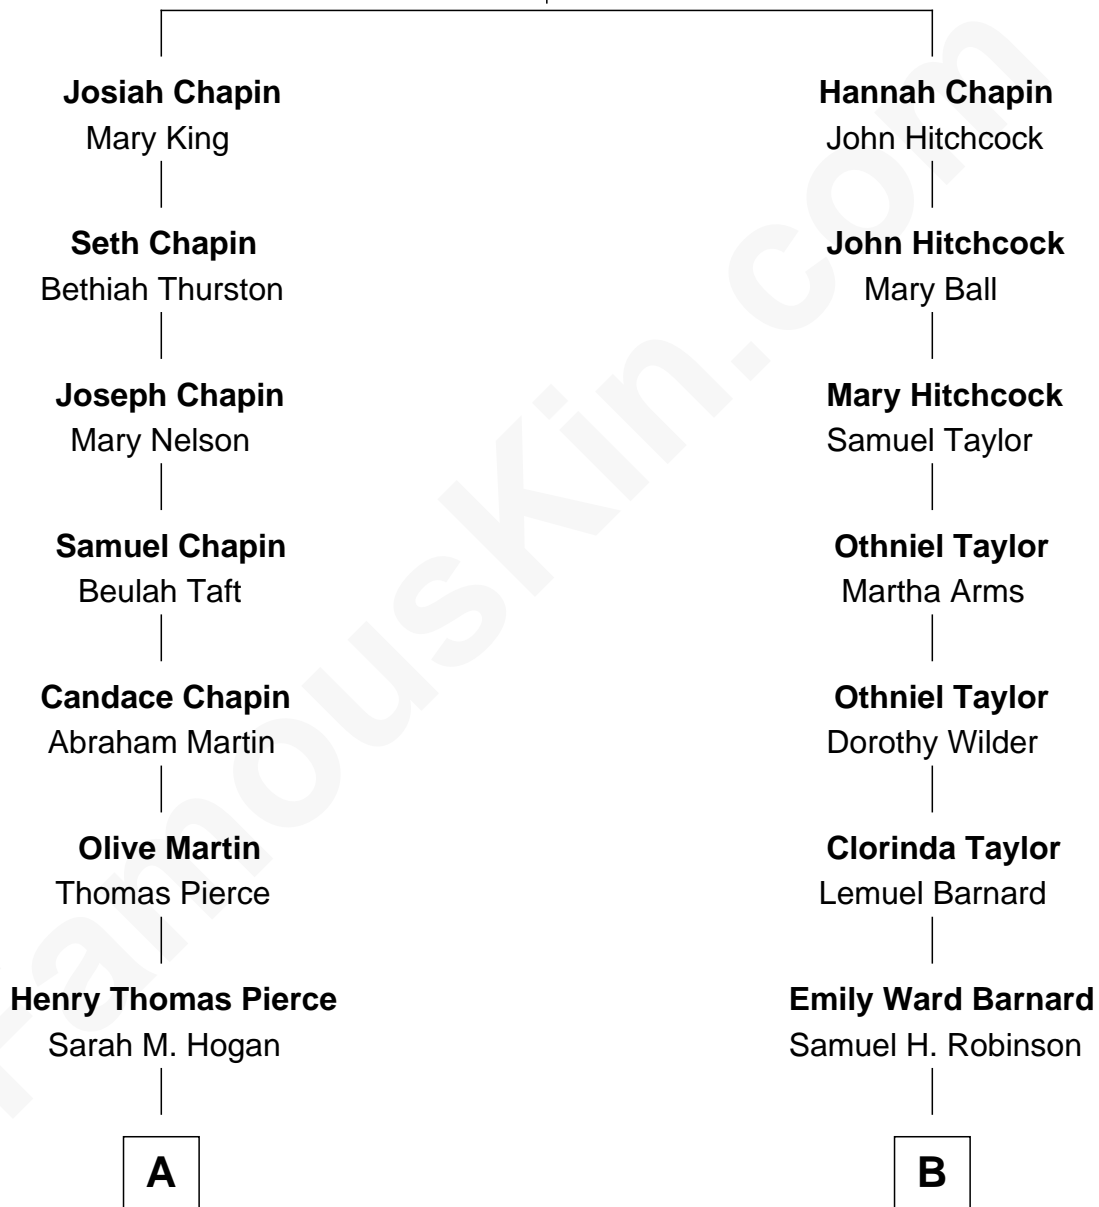 Josiah Chapin
Mary King
Seth Chapin
Bethiah Thurston
Joseph Chapin
Mary Nelson
Samuel Chapin
Beulah Taft
Candace Chapin
Abraham Martin
Olive Martin
Thomas Pierce
Henry Thomas Pierce
Sarah M. Hogan
A
Hannah Chapin
John Hitchcock
John Hitchcock
Mary Ball
Mary Hitchcock
Samuel Taylor
Othniel Taylor
Martha Arms
Othniel Taylor
Dorothy Wilder
Clorinda Taylor
Lemuel Barnard
Emily Ward Barnard
Samuel H. Robinson
B
FamousKin.com